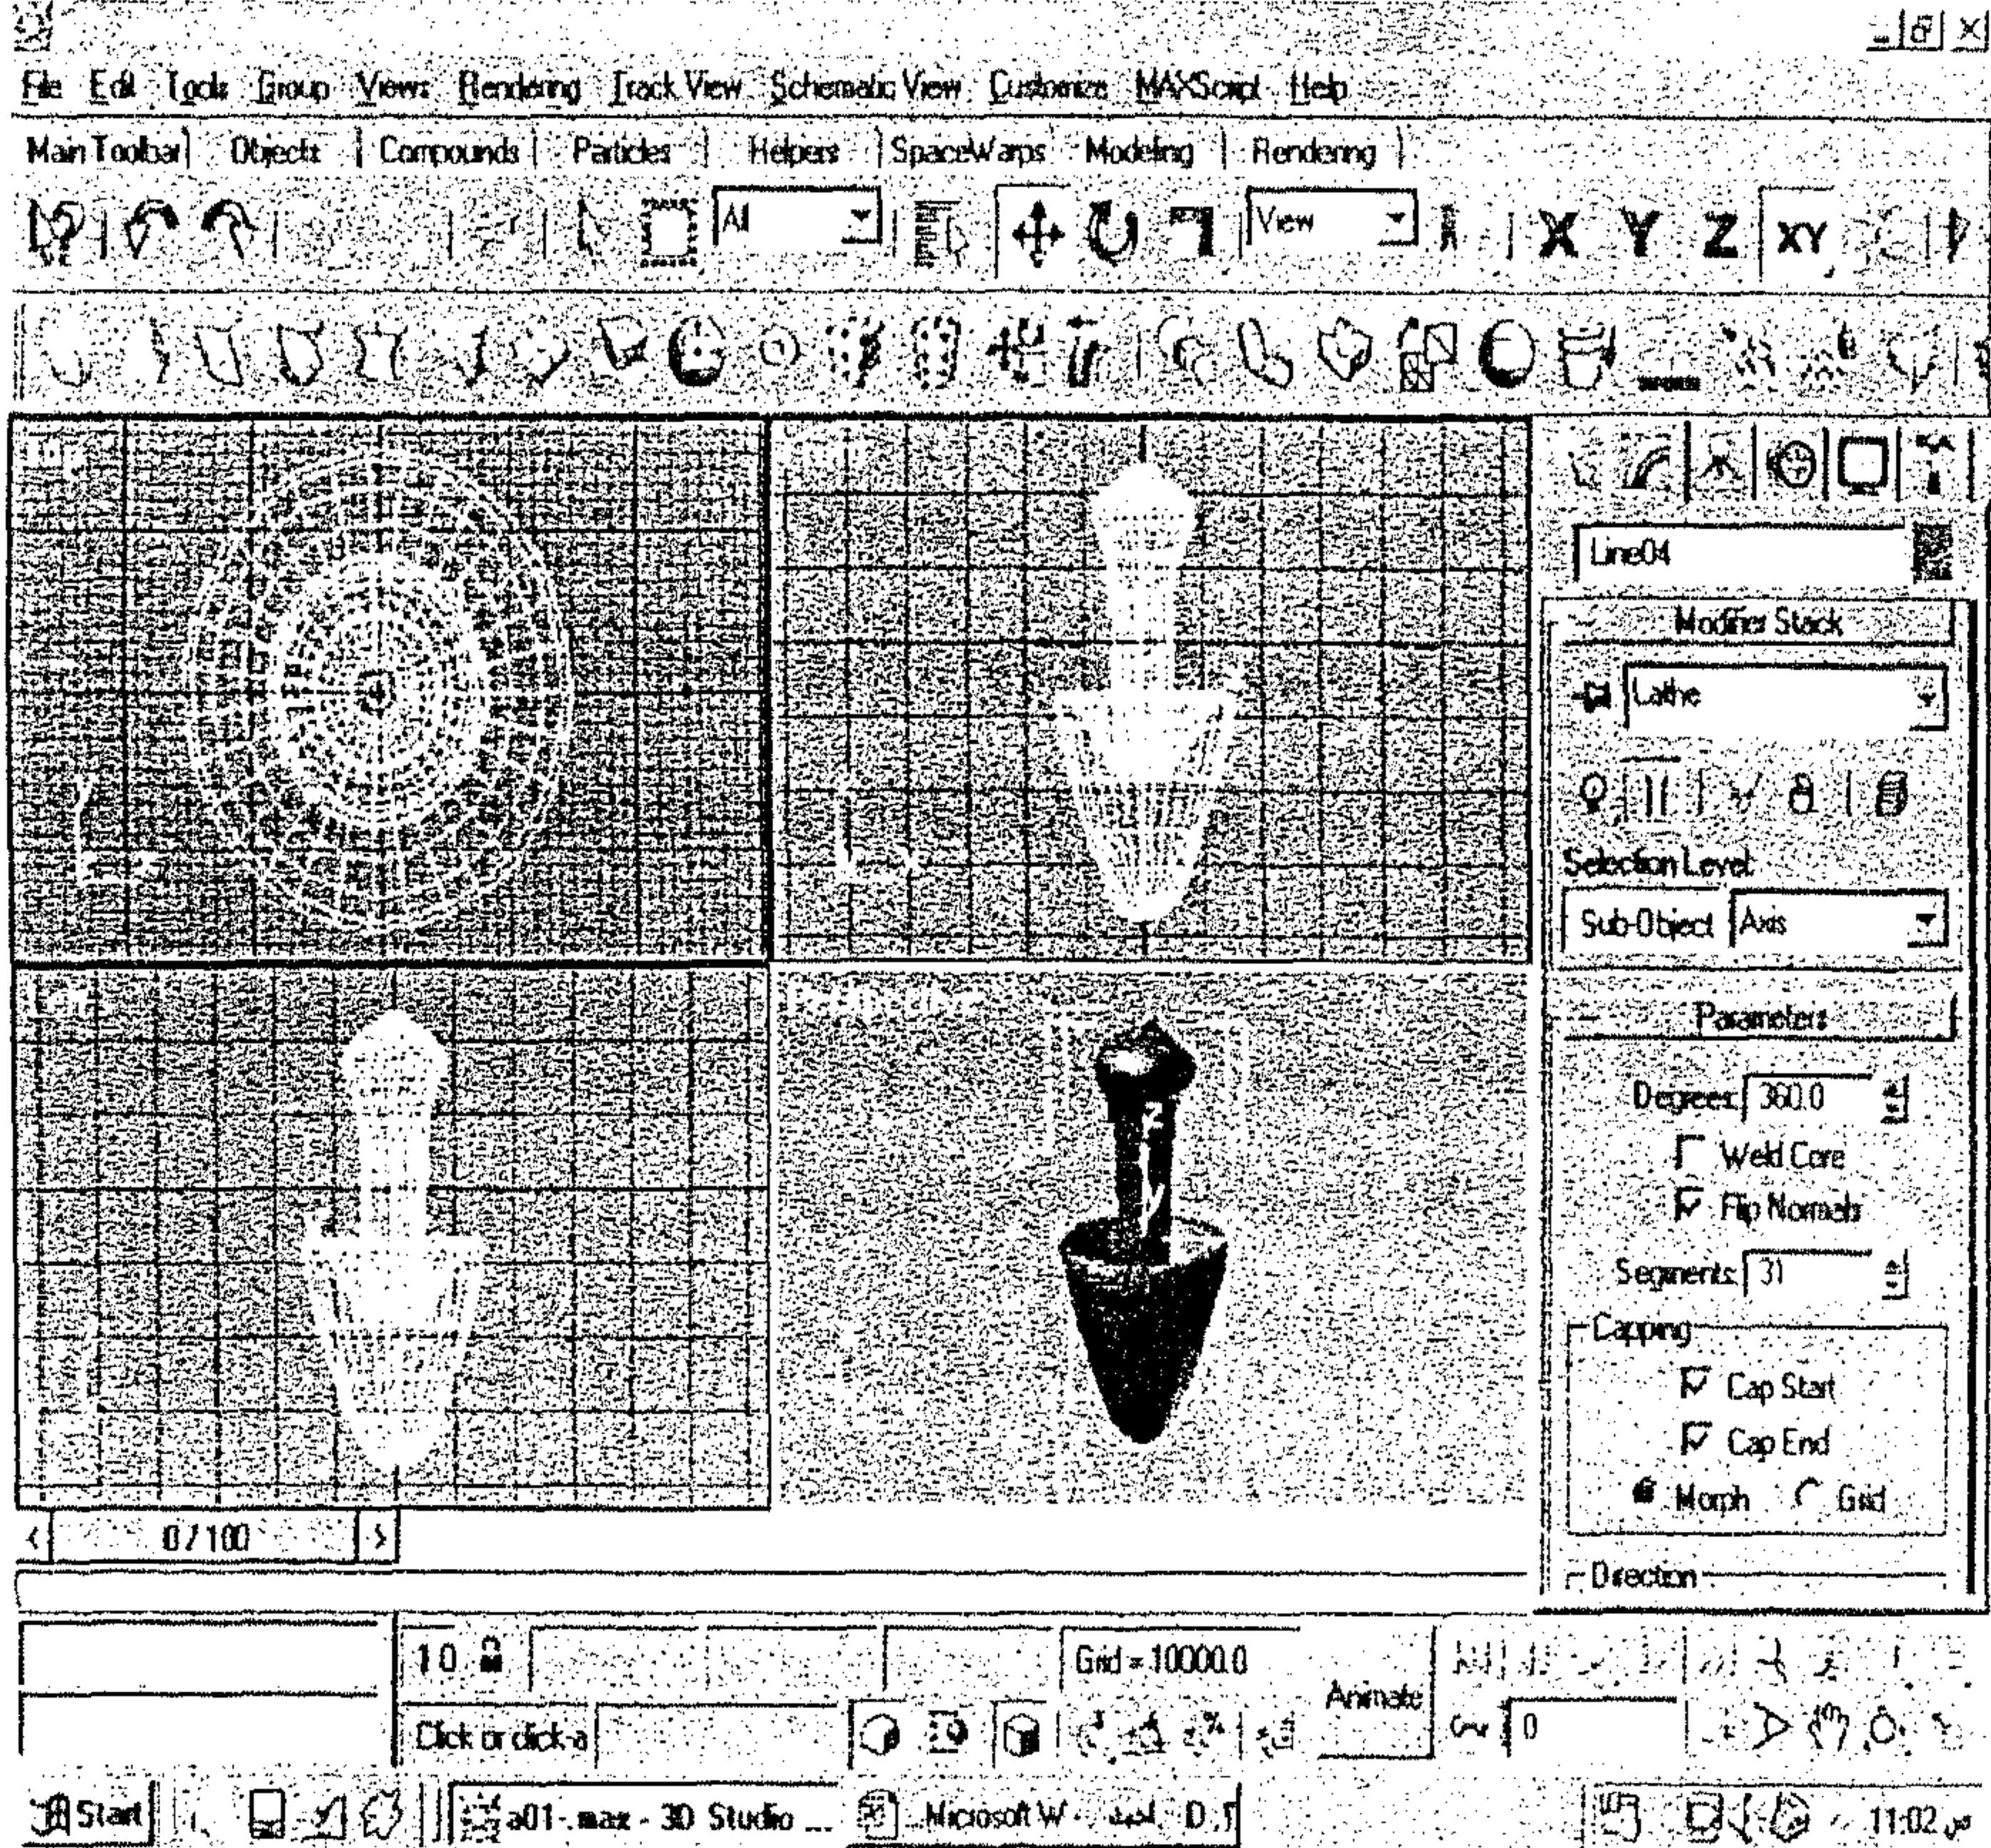 File Edit Tools Group Views Rendering Track View Schematic View Customize MAXScript Help
Main Toolbar Objects Compounds Particles Helpers SpaceWarps Modeling Rendering
All View X Y Z XY
Line04
Modifier Stack
Lathe
Selection Level:
Sub-Object Axis
Perspective
Parameters
z
y
Degrees: 360.0
Weld Core
Flip Normals
Segments: 31
Capping
Cap Start
Cap End
Morph Grid
0 / 100
Direction
1 0 Grid = 10000.0
Animate
Click or click-a 0
Start a01-.max - 3D Studio ... Microsoft W 11:02 ص